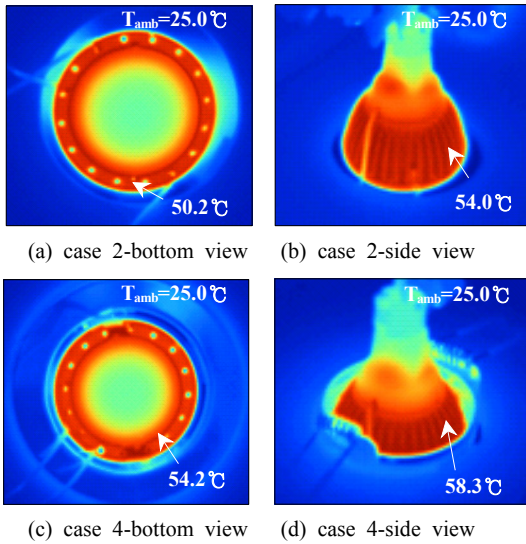 Tamb=25.0℃
Tamb=25.0℃
50.2℃
54.0℃
(a) case 2-bottom view
(b) case 2-side view
Tamb=25.0℃
Tamb=25.0℃
54.2℃
58.3℃
(c) case 4-bottom view
(d) case 4-side view